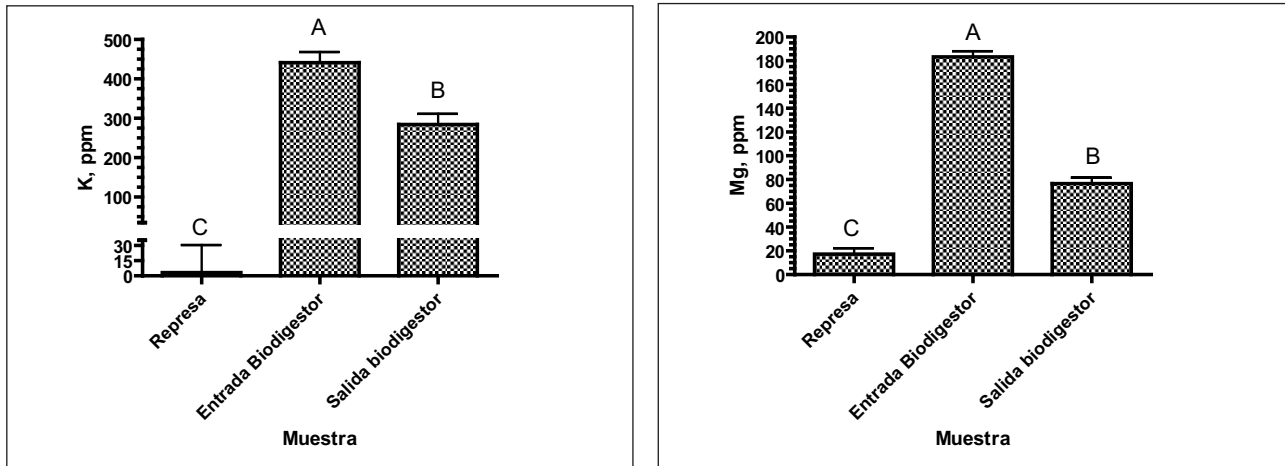 K, ppm
500
400
300
200
100
30
15
0
A
B
C
Represa
Entrada Biodigestor
Salida biodigestor
Muestra
Mg, ppm
200
180
160
140
120
100
80
60
40
20
0
A
B
C
Represa
Entrada Biodigestor
Salida biodigestor
Muestra